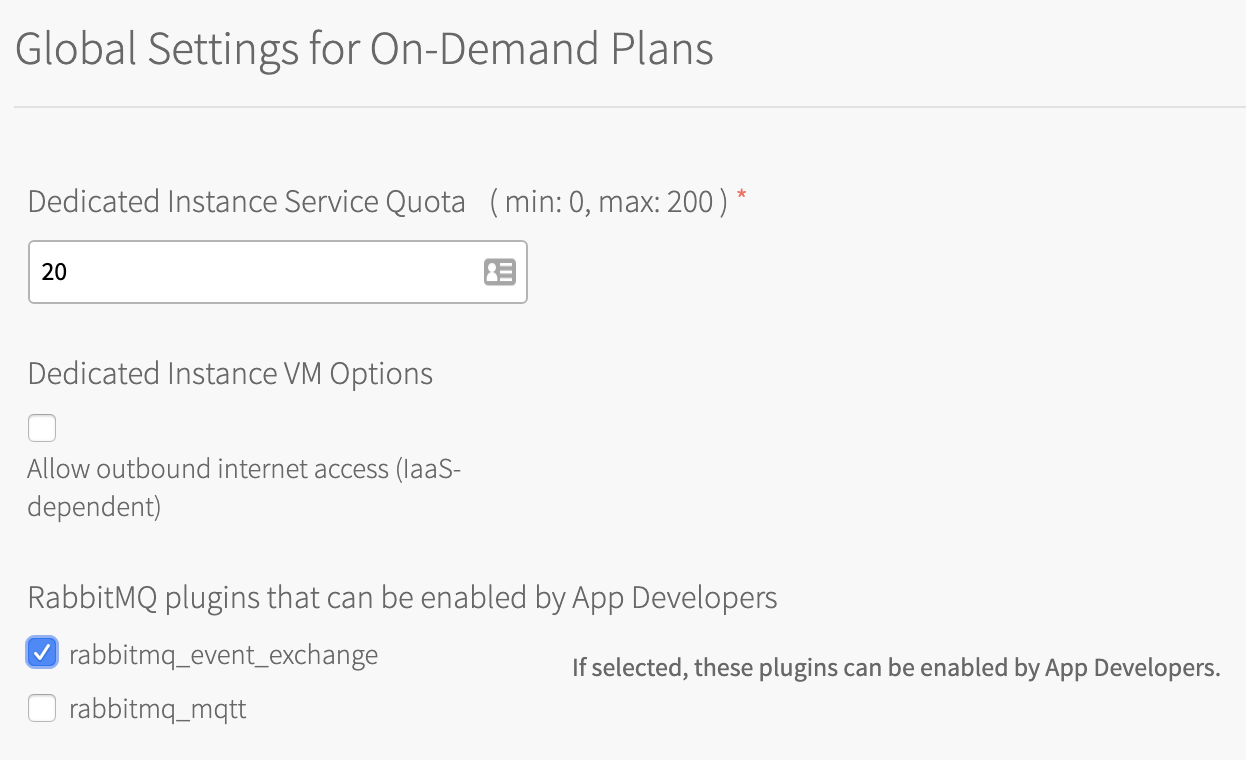 Global Settings for On-Demand Plans
Dedicated Instance Service Quota ( min: 0, max: 200 ) *
20
Dedicated Instance VM Options
Allow outbound internet access (IaaS-
dependent)
RabbitMQ plugins that can be enabled by App Developers
rabbitmq_event_exchange
If selected, these plugins can be enabled by App Developers.
rabbitmq_mqtt